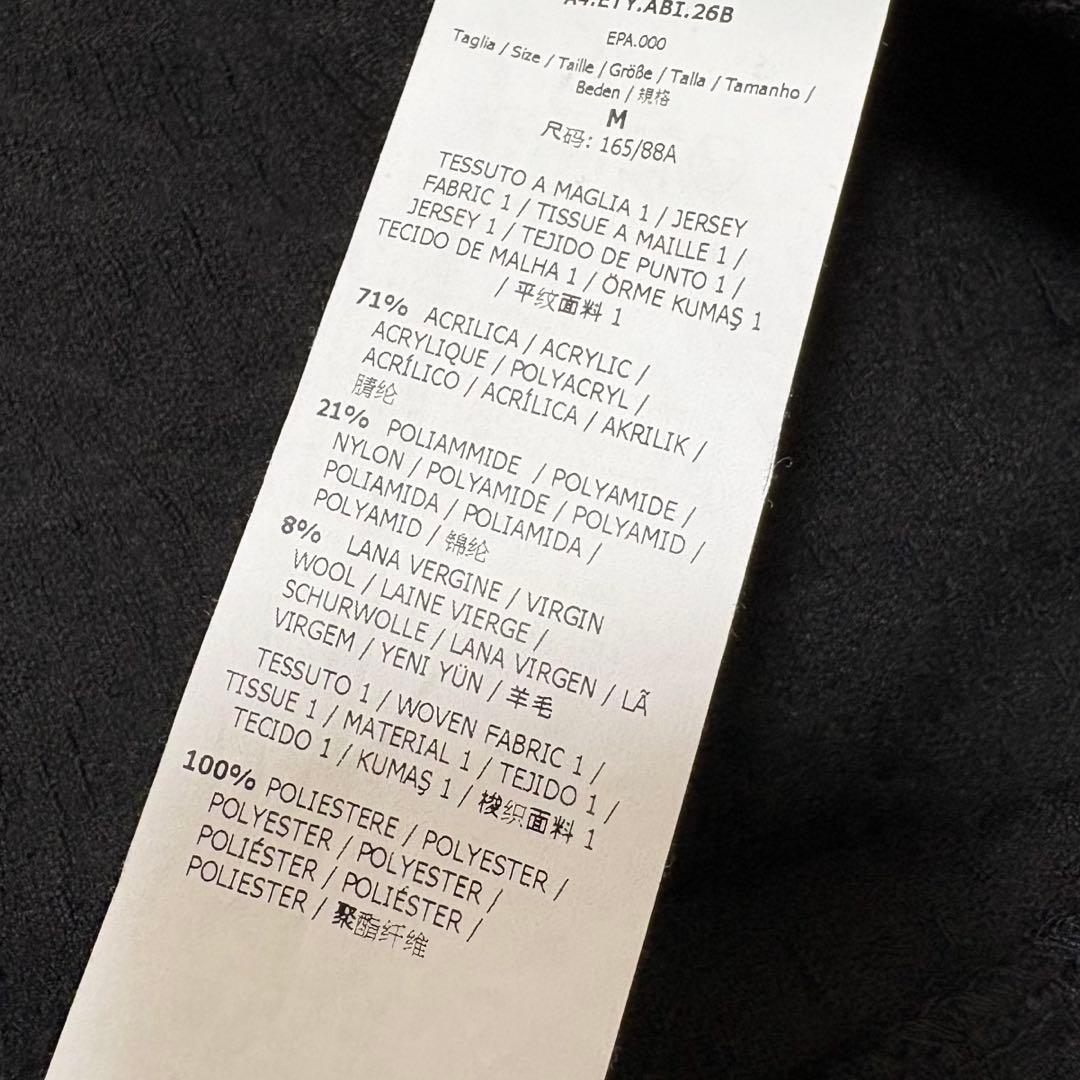 A4.ETY.ABI.26B
EPA.000
Taglia / Size / Taille / Größe / Talla / Tamanho /
Beden / 規格
M
尺码: 165/88A
TESSUTO A MAGLIA 1 / JERSEY
FABRIC 1 / TISSUE A MAILLE 1 /
JERSEY 1 / TEJIDO DE PUNTO 1 /
TECIDO DE MALHA 1 / ÖRME KUMAŞ 1
/ 平纹面料 1
71% ACRILICA / ACRYLIC /
ACRYLIQUE / POLYACRYL /
ACRÍLICO / ACRÍLICA / AKRILIK /
腈纶
21% POLIAMMIDE / POLYAMIDE /
NYLON / POLYAMIDE / POLYAMID /
POLIAMIDA / POLIAMIDA /
POLYAMID / 锦纶
8% LANA VERGINE / VIRGIN
WOOL / LAINE VIERGE /
SCHURWOLLE / LANA VIRGEN / LÃ
VIRGEM / YENI YÜN / 羊毛
TESSUTO 1 / WOVEN FABRIC 1 /
TISSUE 1 / MATERIAL 1 / TEJIDO 1 /
TECIDO 1 / KUMAŞ 1 / 梭织面料 1
100% POLIESTERE / POLYESTER /
POLYESTER / POLYESTER /
POLIÉSTER / POLIÉSTER /
POLIESTER / 聚酯纤维